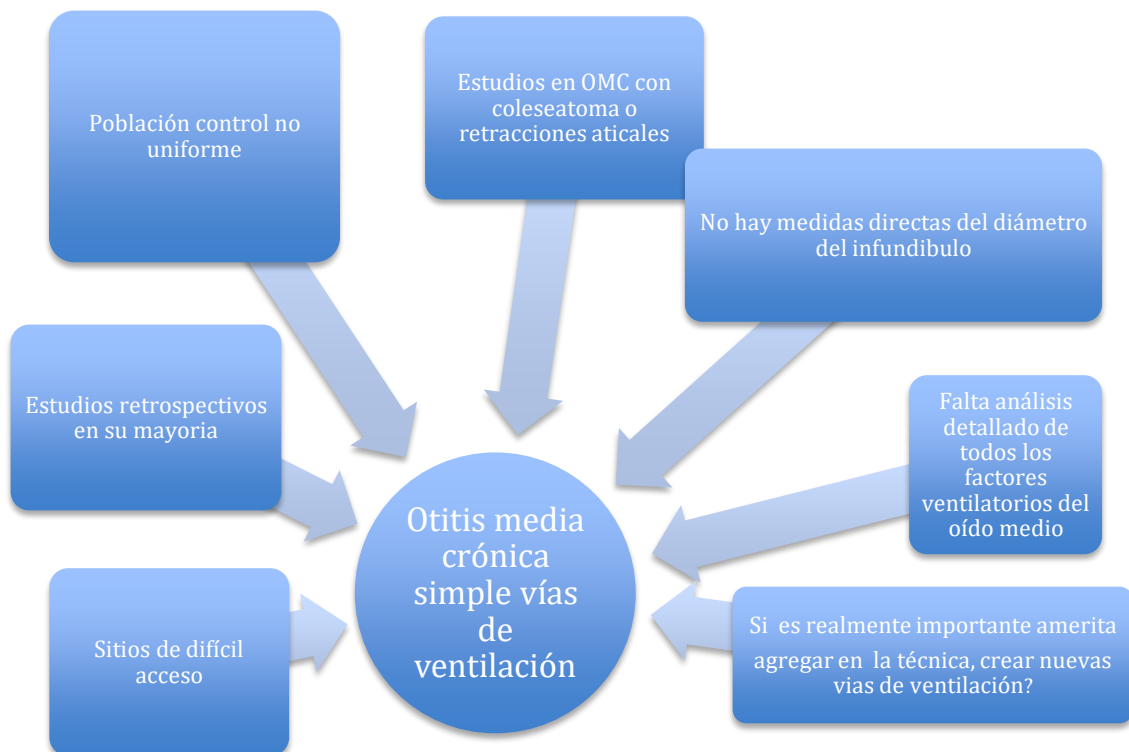 Población control no
uniforme
Estudios en OMC con
coleseatoma o
retracciones aticales
No hay medidas directas del diámetro
del infundibulo
Estudios retrospectivos
en su mayoria
Falta análisis
detallado de
todos los
factores
ventilatorios del
oído medio
Otitis media
crónica
simple vías
de
ventilación
Sitios de difícil
acceso
Si es realmente importante amerita
agregar en la técnica, crear nuevas
vias de ventilación?